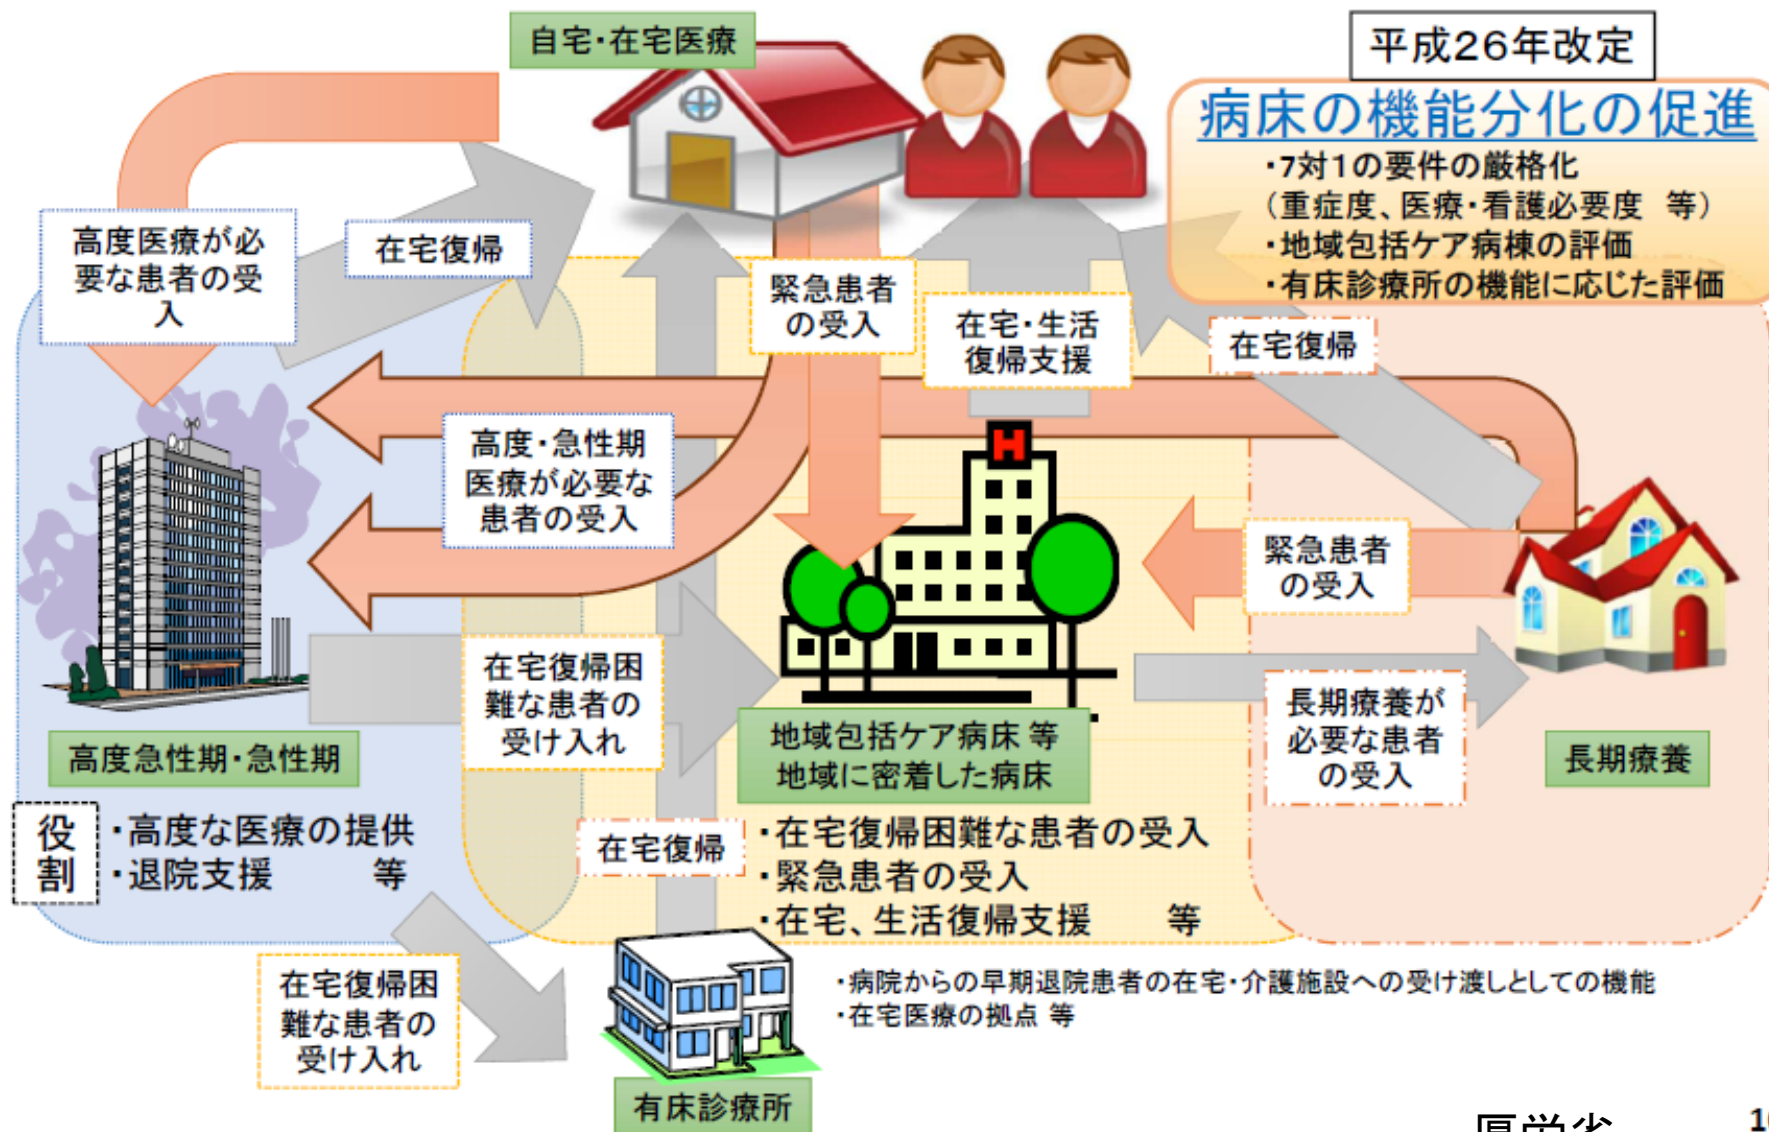 自宅・在宅医療
平成26年改定
病床の機能分化の促進
・7対1の要件の厳格化
（重症度、医療・看護必要度　等）
・地域包括ケア病棟の評価
・有床診療所の機能に応じた評価
高度医療が必
要な患者の受
入
在宅復帰
緊急患者
の受入
在宅・生活
復帰支援
在宅復帰
高度・急性期
医療が必要な
患者の受入
緊急患者
の受入
在宅復帰困
難な患者の
受け入れ
長期療養が
必要な患者
の受入
高度急性期・急性期
地域包括ケア病床 等
地域に密着した病床
長期療養
役
割
・高度な医療の提供
・退院支援　　　等
在宅復帰
・在宅復帰困難な患者の受入
・緊急患者の受入
・在宅、生活復帰支援　　等
在宅復帰困
難な患者の
受け入れ
・病院からの早期退院患者の在宅・介護施設への受け渡しとしての機能
・在宅医療の拠点 等
有床診療所
厚労省